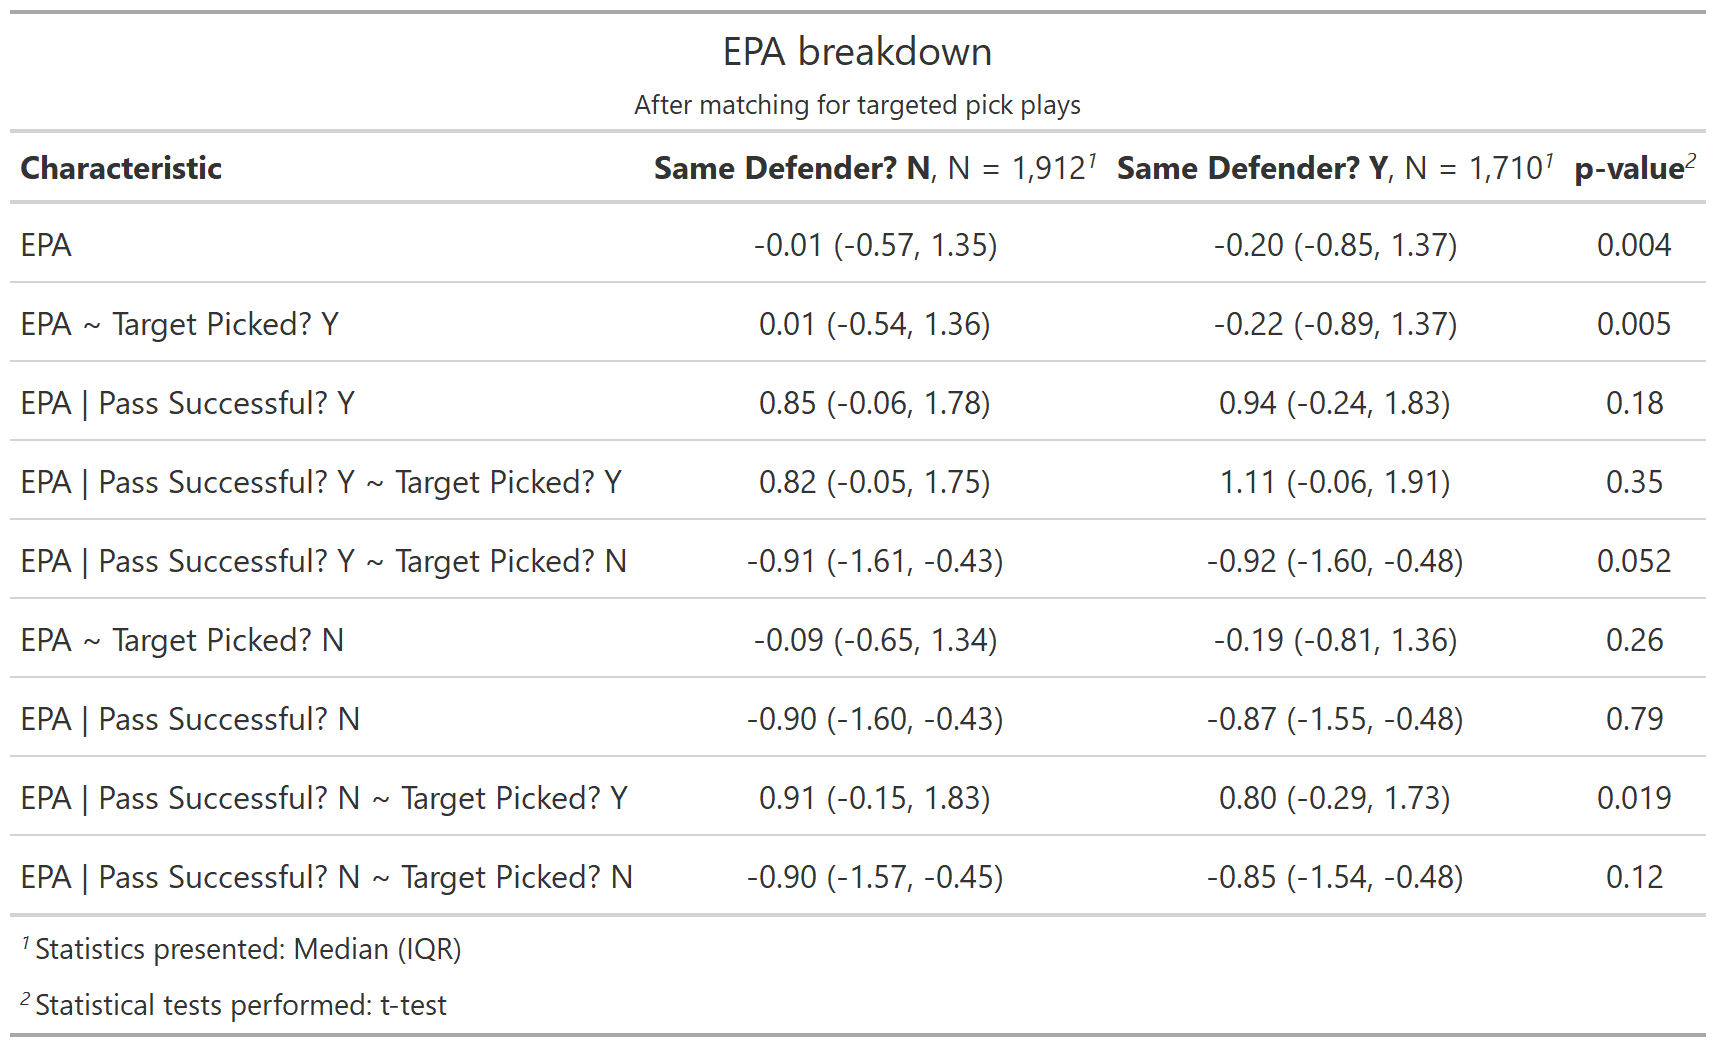 EPA breakdown
After matching for targeted pick plays
Characteristic Same Defender? N, N = 1,912¹ Same Defender? Y, N = 1,710¹ p-value²
EPA -0.01 (-0.57, 1.35) -0.20 (-0.85, 1.37) 0.004
EPA ~ Target Picked? Y 0.01 (-0.54, 1.36) -0.22 (-0.89, 1.37) 0.005
EPA | Pass Successful? Y 0.85 (-0.06, 1.78) 0.94 (-0.24, 1.83) 0.18
EPA | Pass Successful? Y ~ Target Picked? Y 0.82 (-0.05, 1.75) 1.11 (-0.06, 1.91) 0.35
EPA | Pass Successful? Y ~ Target Picked? N -0.91 (-1.61, -0.43) -0.92 (-1.60, -0.48) 0.052
EPA ~ Target Picked? N -0.09 (-0.65, 1.34) -0.19 (-0.81, 1.36) 0.26
EPA | Pass Successful? N -0.90 (-1.60, -0.43) -0.87 (-1.55, -0.48) 0.79
EPA | Pass Successful? N ~ Target Picked? Y 0.91 (-0.15, 1.83) 0.80 (-0.29, 1.73) 0.019
EPA | Pass Successful? N ~ Target Picked? N -0.90 (-1.57, -0.45) -0.85 (-1.54, -0.48) 0.12
¹ Statistics presented: Median (IQR)
² Statistical tests performed: t-test